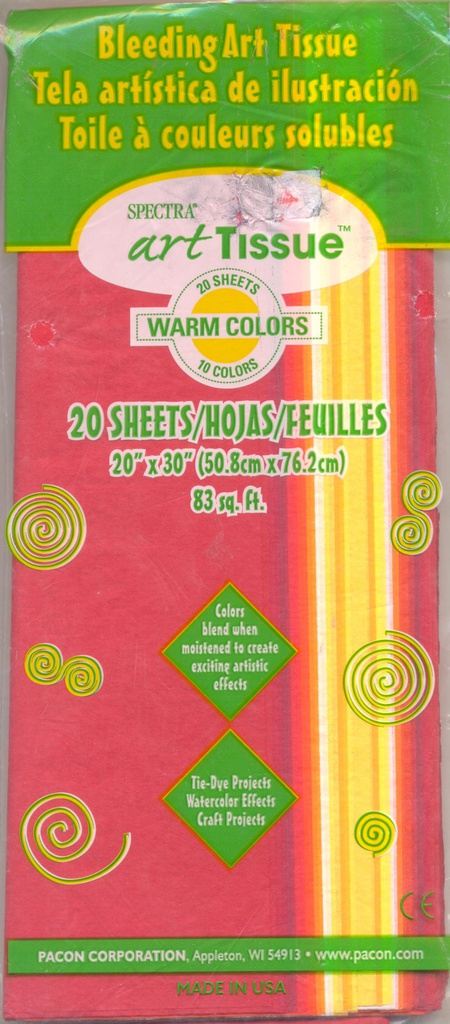 Bleeding Art Tissue
Tela artística de ilustración
Toile à couleurs solubles
SPECTRA™
art Tissue™
20 SHEETS
WARM COLORS
10 COLORS
20 SHEETS/HOJAS/FEUILLES
20" x 30" (50.8cm x 76.2cm)
83 sq. ft.
Colors
blend when
moistened to create
exciting artistic
effects
Tie-Dye Projects
Watercolor Effects
Craft Projects
CE
PACON CORPORATION, Appleton, WI 54913 • www.pacon.com
MADE IN USA